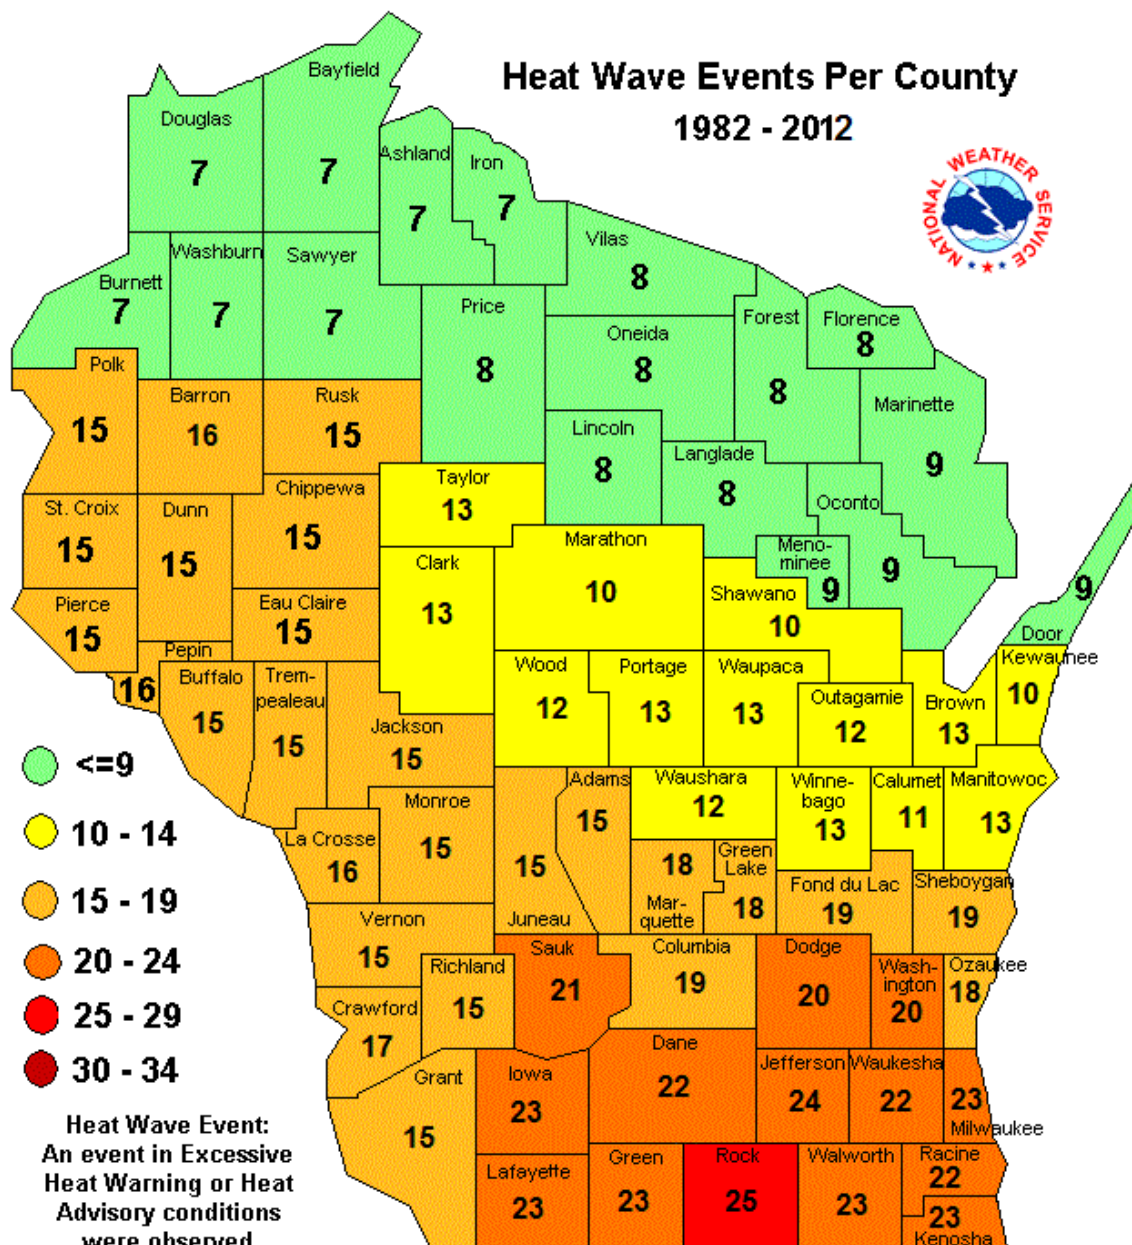 Heat Wave Events Per County
1982 - 2012
NATIONAL WEATHER SERVICE
Bayfield
7
Douglas
7
Ashland
7
Iron
7
Vilas
8
Burnett
7
Washburn
7
Sawyer
7
Price
8
Oneida
8
Forest
8
Florence
8
Marinette
9
Polk
15
Barron
16
Rusk
15
Lincoln
8
Langlade
8
Oconto
9
Taylor
13
Chippewa
15
St. Croix
15
Dunn
15
Marathon
10
Meno-
minee
9
Clark
13
Shawano
10
Door
9
Pierce
15
Eau Claire
15
Pepin
16
Buffalo
15
Trem-
pealeau
15
Jackson
15
Wood
12
Portage
13
Waupaca
13
Outagamie
12
Brown
13
Kewaunee
10
Monroe
15
Adams
15
Waushara
12
Winne-
bago
13
Calumet
11
Manitowoc
13
La Crosse
16
Juneau
15
18
Mar-
quette
Green
Lake
18
Fond du Lac
19
Sheboygan
19
Vernon
15
Sauk
21
Columbia
19
Dodge
20
Wash-
ington
20
Ozaukee
18
Richland
15
Crawford
17
Grant
15
Iowa
23
Dane
22
Jefferson
24
Waukesha
22
23
Milwaukee
Lafayette
23
Green
23
Rock
25
Walworth
23
Racine
22
23
Kenosha
<=9
10 - 14
15 - 19
20 - 24
25 - 29
30 - 34
Heat Wave Event:
An event in Excessive
Heat Warning or Heat
Advisory conditions
were observed